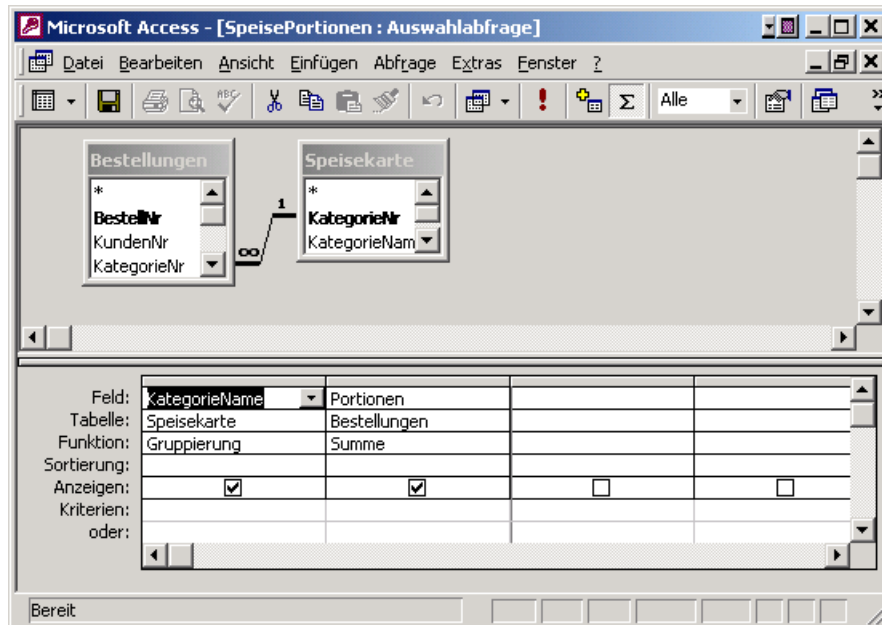 Microsoft Access - [SpeisePortionen : Auswahlabfrage]
Datei Bearbeiten Ansicht Einfügen Abfrage Extras Fenster ?
ABC Σ Alle
Bestellungen
*
BestellNr
KundenNr
KategorieNr
∞
1
Speisekarte
*
KategorieNr
KategorieNam
Feld: KategorieName Portionen
Tabelle: Speisekarte Bestellungen
Funktion: Gruppierung Summe
Sortierung:
Anzeigen:
Kriterien:
oder:
Bereit